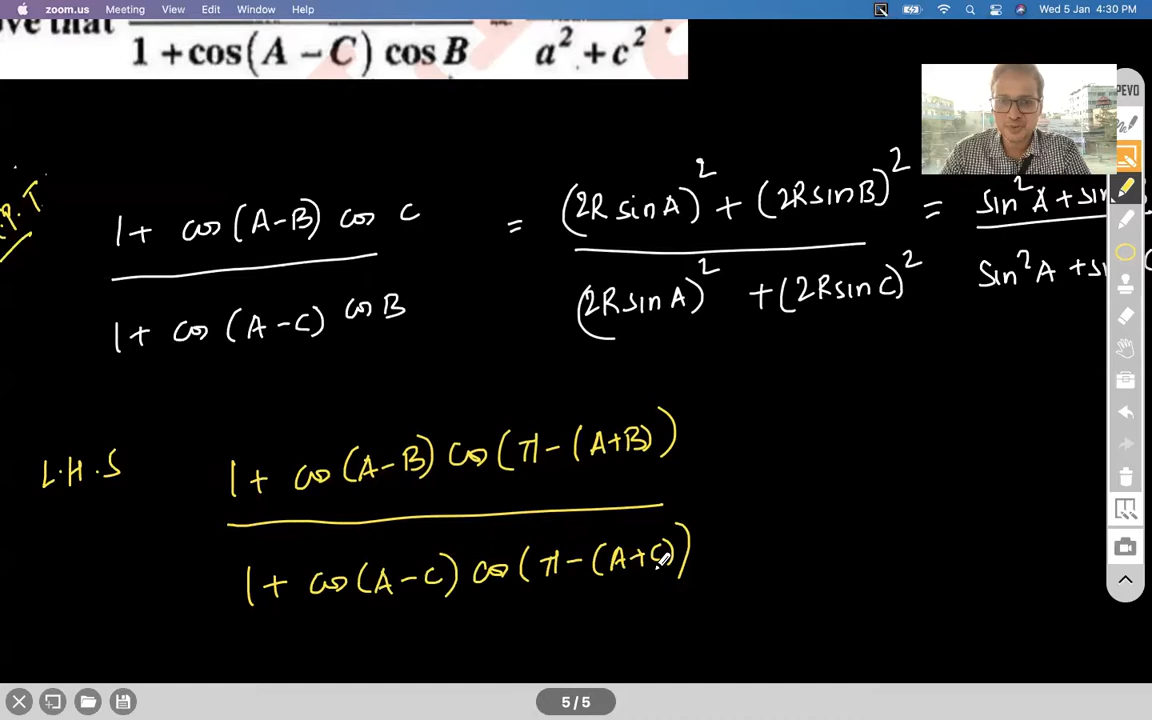 zoom.us Meeting View Edit Window Help Wed 5 Jan 4:30 PM
ove that
1+cos(A − C) cos B a² + c² .
IPEVO
P.T.
1 + cos (A-B) cos C = (2R sin A)² + (2R sin B)² = sin²A + sin
1 + cos (A-C) cos B (2R sin A)² + (2R sin C)² Sin²A + sin
L.H.S 1 + cos (A-B) cos (π - (A+B))
1 + cos (A-C) cos (π - (A+C))
5 / 5